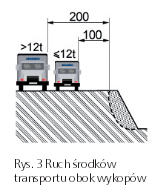 200
>12t
≤12t
100
Rys. 3 Ruch środków
transportu obok wykopów